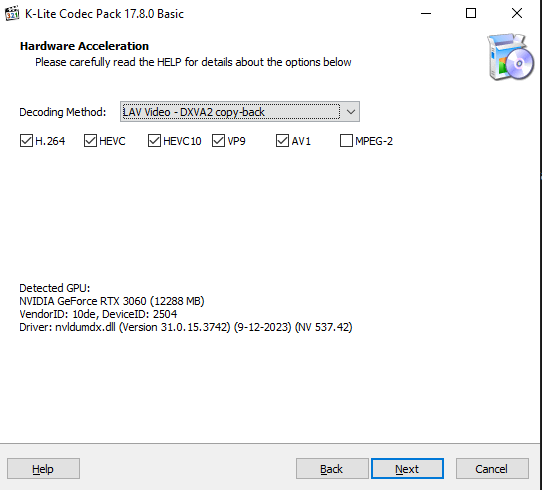 K-Lite Codec Pack 17.8.0 Basic
Hardware Acceleration
Please carefully read the HELP for details about the options below
Decoding Method: LAV Video - DXVA2 copy-back
H.264 HEVC HEVC10 VP9 AV1 MPEG-2
Detected GPU:
NVIDIA GeForce RTX 3060 (12288 MB)
VendorID: 10de, DeviceID: 2504
Driver: nvldumdx.dll (Version 31.0.15.3742) (9-12-2023) (NV 537.42)
Help Back Next Cancel